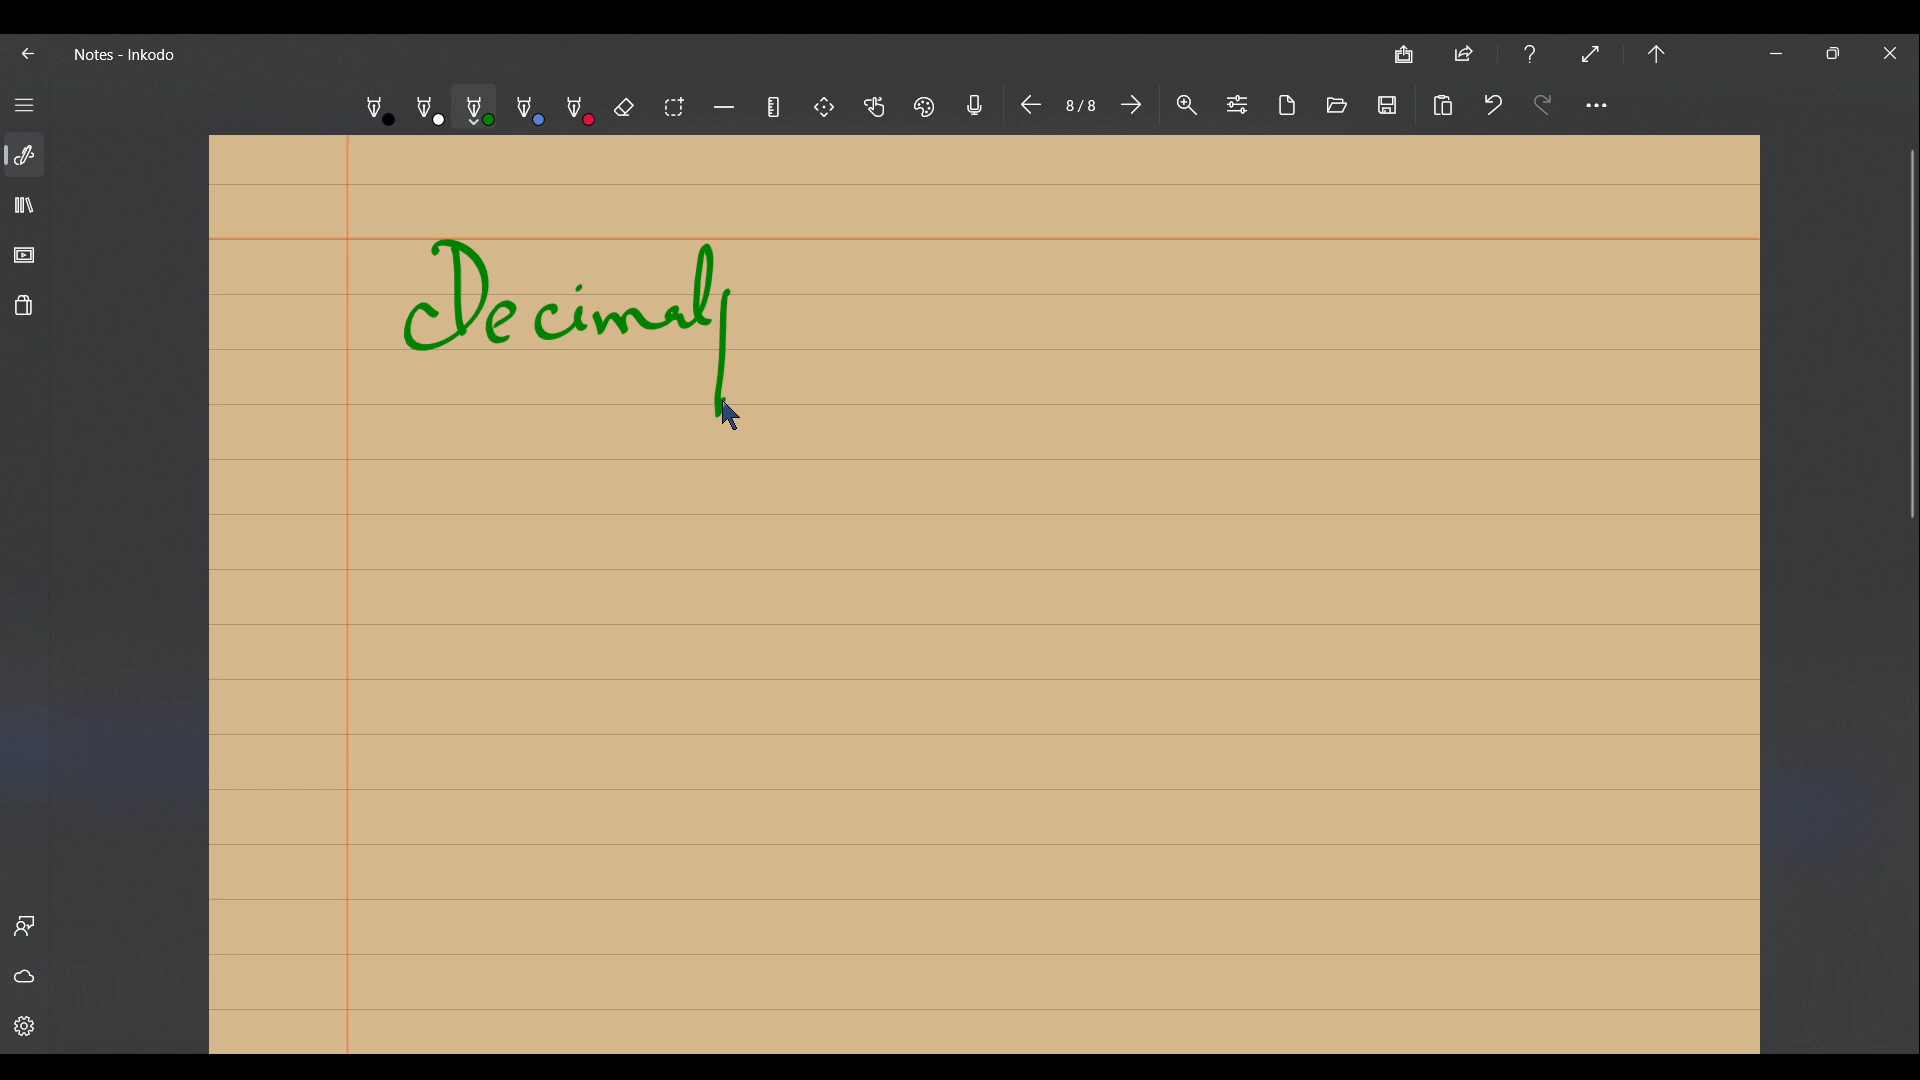 Notes - Inkodo
8 / 8
Decimal